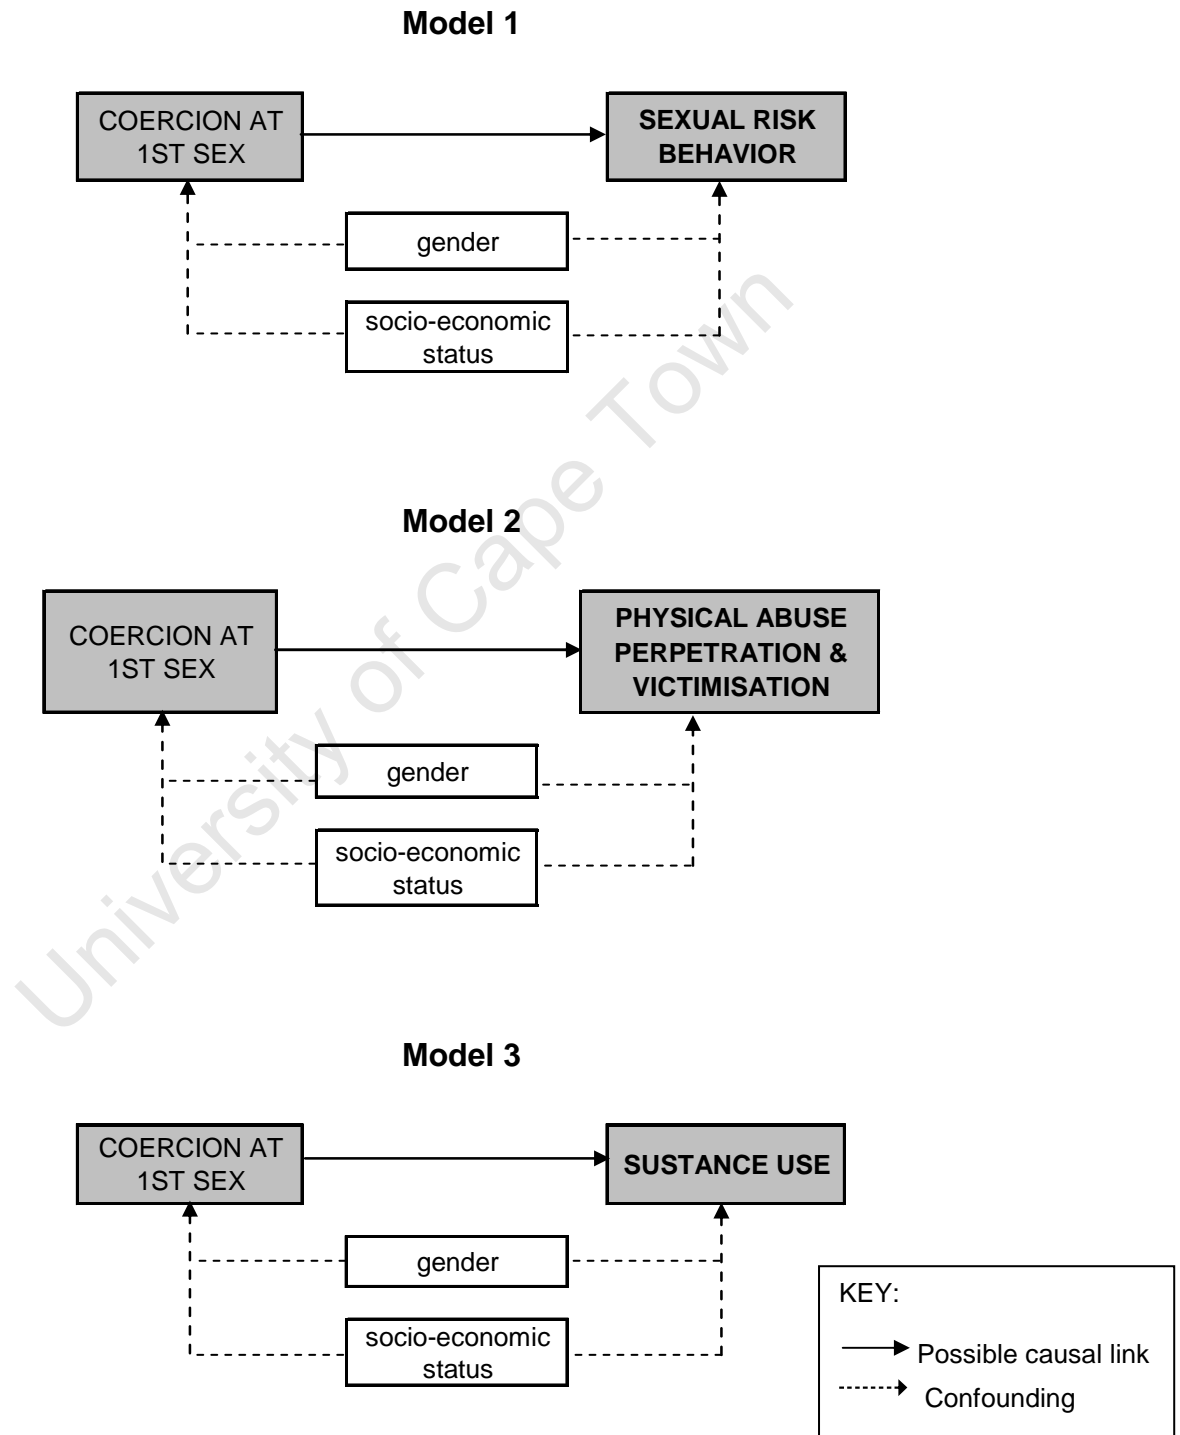 Model 1
COERCION AT
1ST SEX
SEXUAL RISK
BEHAVIOR
gender
socio-economic
status
Model 2
COERCION AT
1ST SEX
PHYSICAL ABUSE
PERPETRATION &
VICTIMISATION
gender
socio-economic
status
Model 3
COERCION AT
1ST SEX
SUSTANCE USE
gender
socio-economic
status
KEY:
Possible causal link
Confounding
University of Cape Town